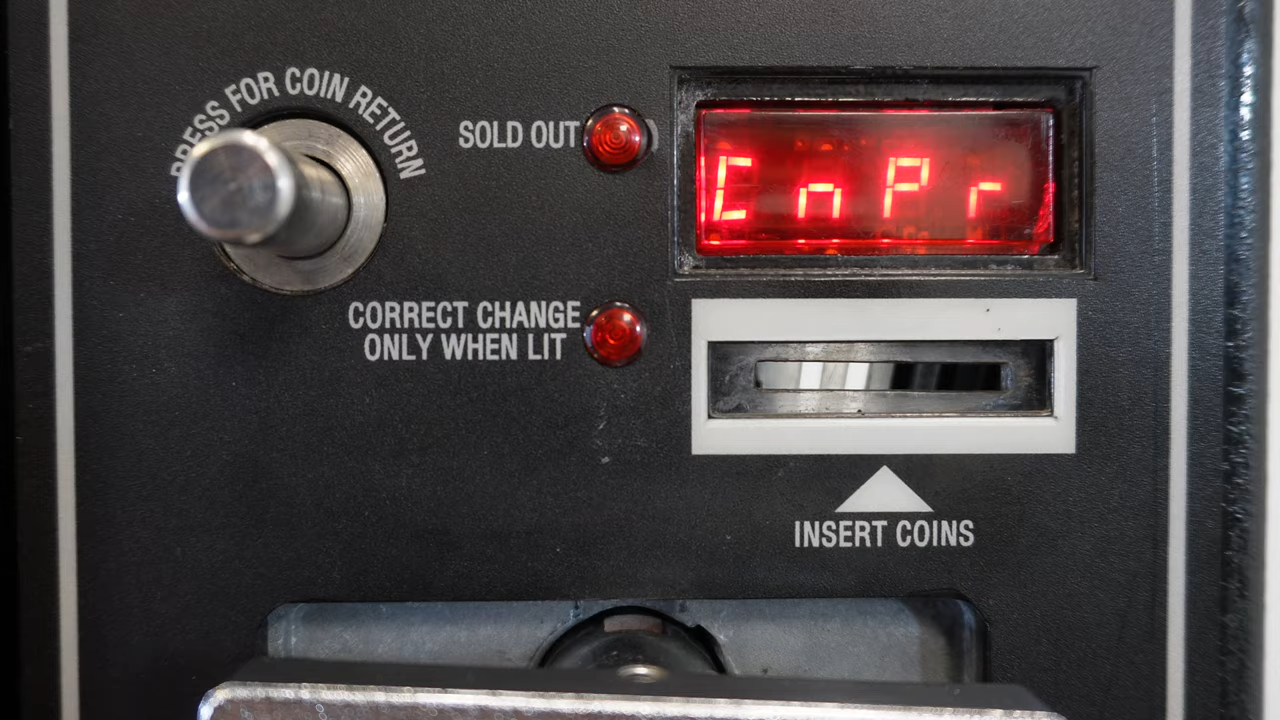 PRESS FOR COIN RETURN
SOLD OUT
CnPr
CORRECT CHANGE
ONLY WHEN LIT
INSERT COINS